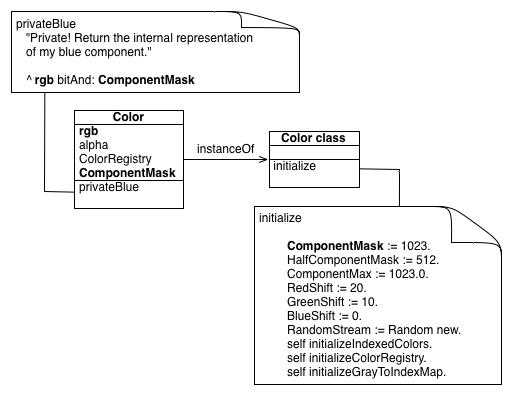 privateBlue
"Private! Return the internal representation
of my blue component."
^ rgb bitAnd: ComponentMask
Color
rgb
alpha
ColorRegistry
ComponentMask
privateBlue
instanceOf
Color class
initialize
initialize
ComponentMask := 1023.
HalfComponentMask := 512.
ComponentMax := 1023.0.
RedShift := 20.
GreenShift := 10.
BlueShift := 0.
RandomStream := Random new.
self initializeIndexedColors.
self initializeColorRegistry.
self initializeGrayToIndexMap.